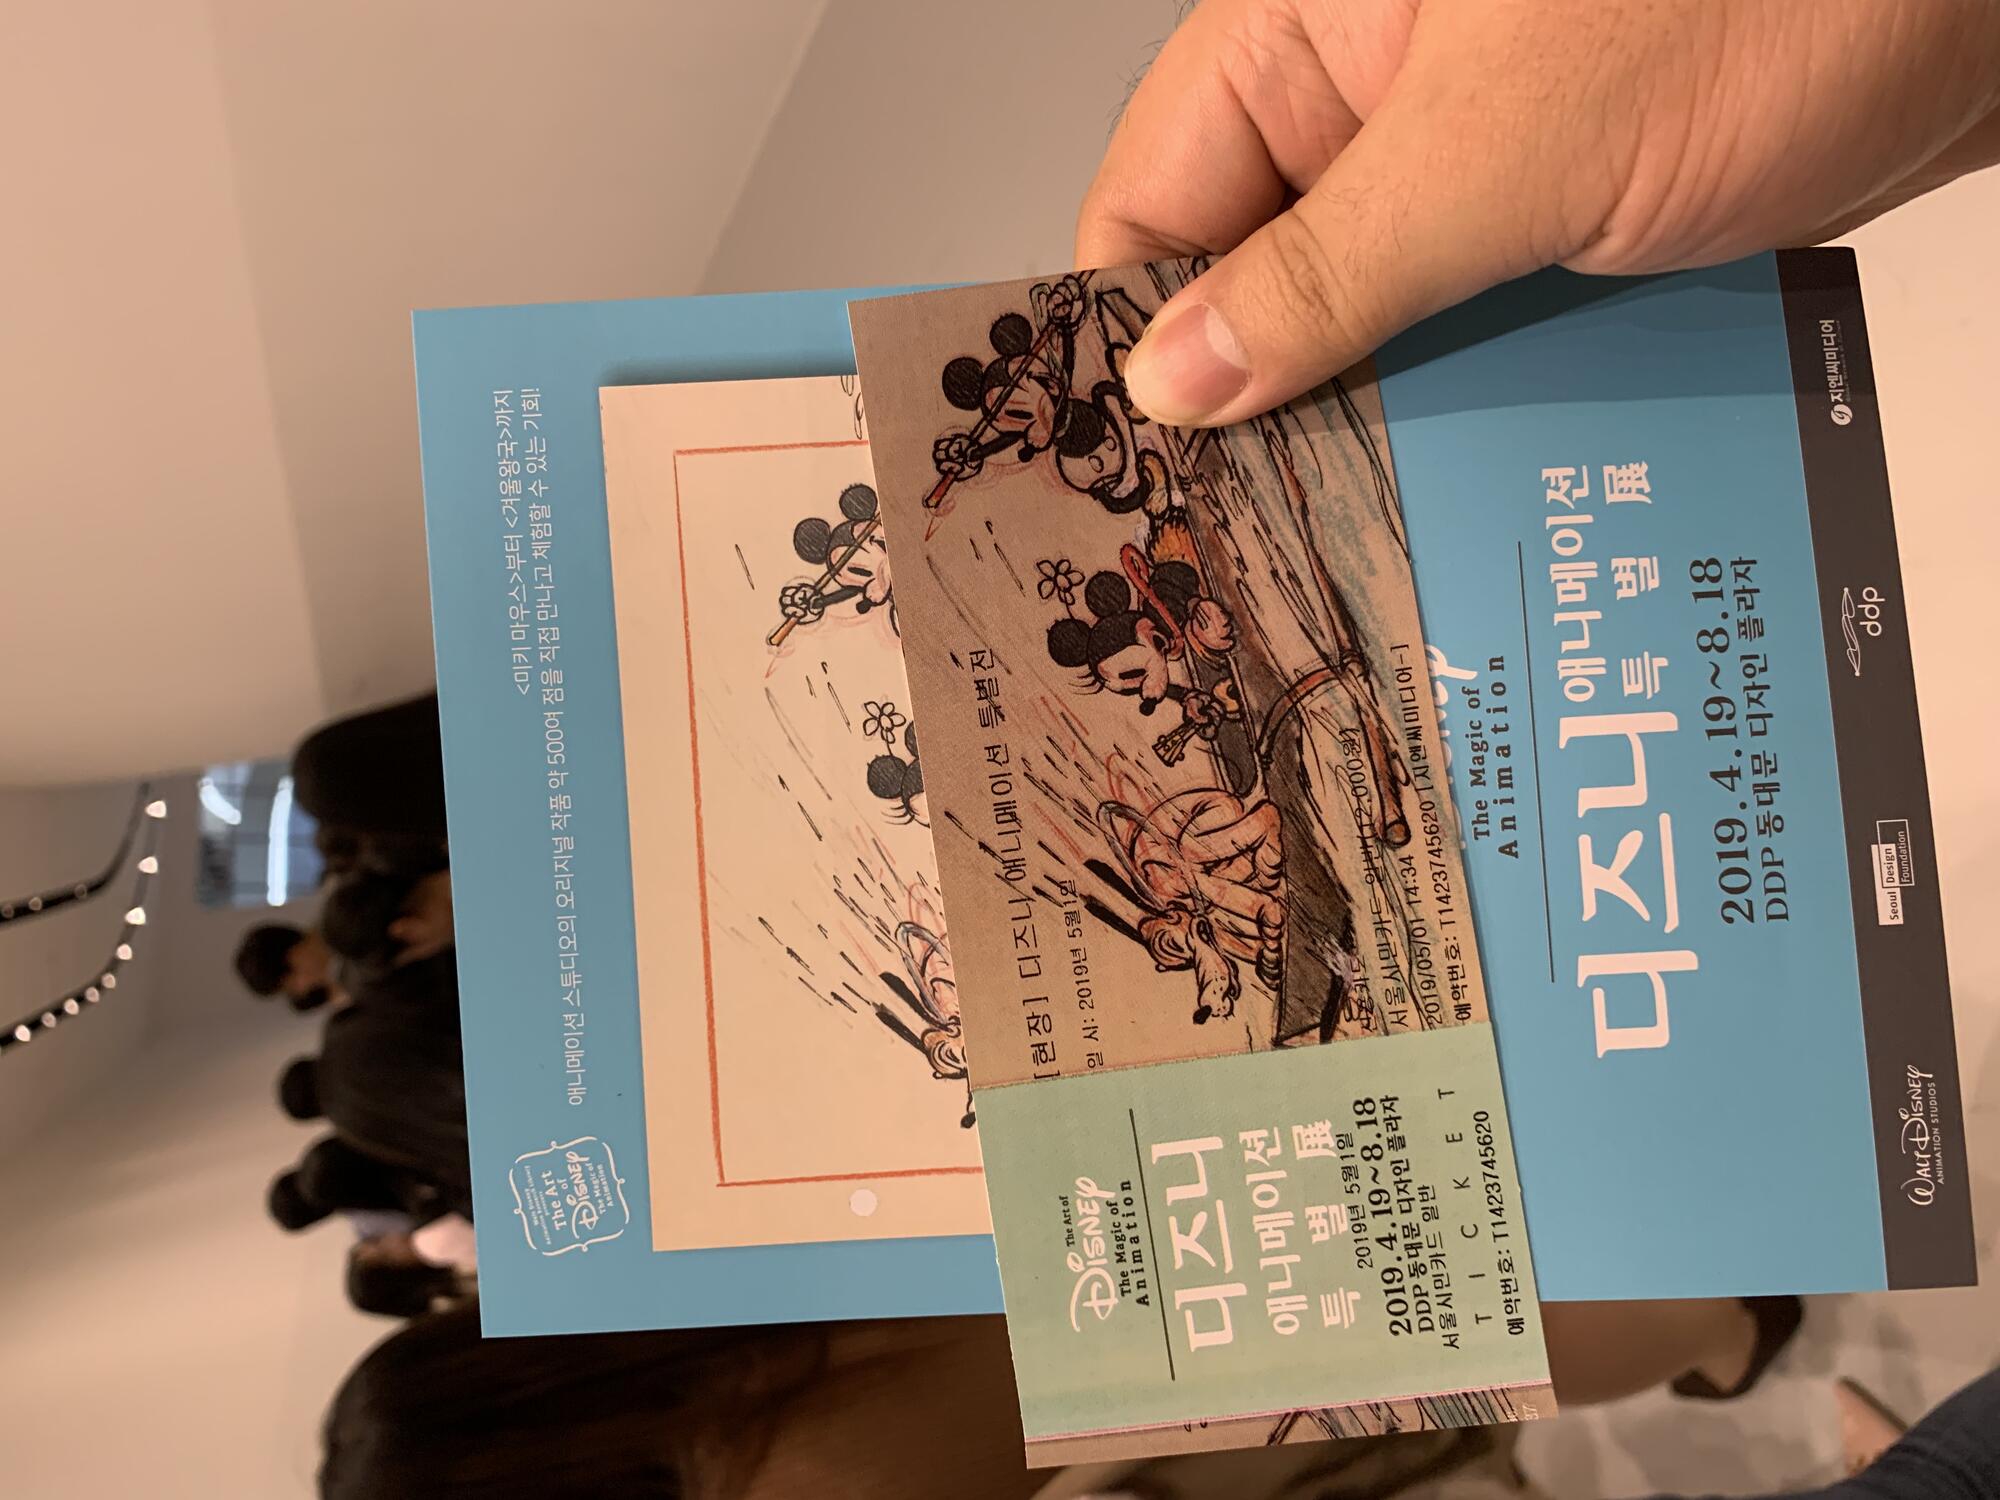 Walt Disney
Animation Research Library
presents
The Art
of
DISNEY
The Magic of
Animation
<미키 마우스>부터 <겨울왕국>까지
애니메이션 스튜디오의 오리지널 작품 약 500여 점을 직접 만나고 체험할 수 있는 기회!
[현장] 디즈니 애니메이션 특별전
일 시: 2019년 5월1일
서울시민카드 일반(12,000원)
2019/05/01 14:34
예약번호: T1423745620 [지엔씨미디어-]
The Art of
DISNEY
The Magic of
Animation
디즈니
애니메이션
특 별 展
2019년 5월1일
2019.4.19~8.18
DDP 동대문 디자인 플라자
서울시민카드 일반
TICKET
예약번호: T1423745620
The Magic of
Animation
디즈니 애니메이션
특 별 展
2019.4.19~8.18
DDP 동대문 디자인 플라자
WALT DISNEY
ANIMATION STUDIOS
Seoul Design
Foundation
ddp
지엔씨미디어